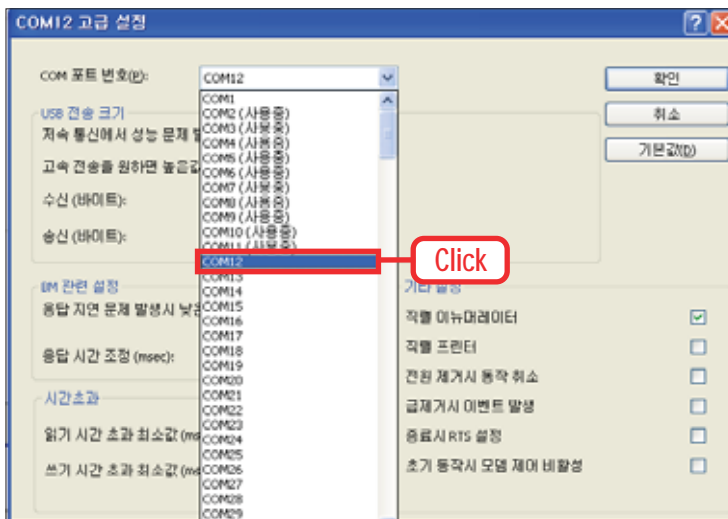 COM12 고급 설정
COM 포트 번호(P):
COM12
확인
취소
기본값(D)
COM1
COM2 (사용중)
COM3 (사용중)
COM4 (사용중)
COM5 (사용중)
COM6 (사용중)
COM7 (사용중)
COM8 (사용중)
COM9 (사용중)
COM10 (사용중)
COM11 (사용중)
COM12
COM13
COM14
COM15
COM16
COM17
COM18
COM19
COM20
COM21
COM22
COM23
COM24
COM25
COM26
COM27
COM28
COM29
Click
USB 전송 크기
저속 통신에서 성능 문제
고속 전송을 원하면 높은값
수신 (바이트):
송신 (바이트):
BM 관련 설정
응답 지연 문제 발생시 낮은
응답 시간 조정 (msec):
시간초과
읽기 시간 초과 최소값 (ms
쓰기 시간 초과 최소값 (ms
기타 설정
직렬 이뉴머레이터
직렬 프린터
전원 제거시 동작 취소
급제거시 이벤트 발생
종료시 RTS 설정
초기 동작시 모뎀 제어 비활성